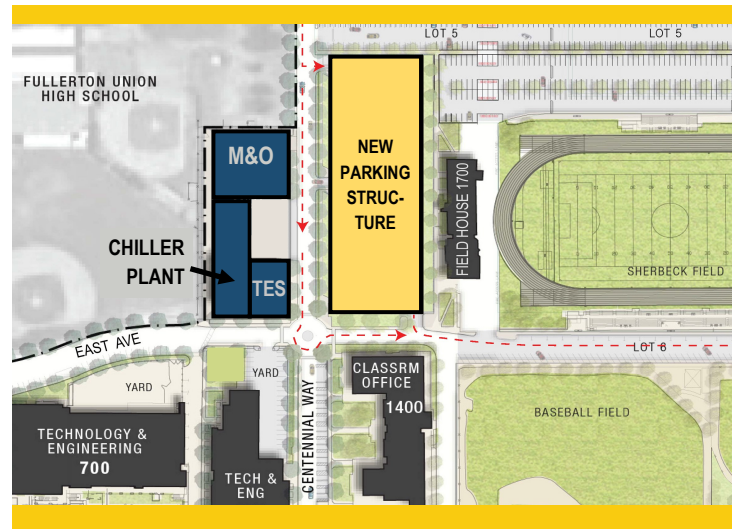 LOT 5
LOT 5
FULLERTON UNION
HIGH SCHOOL
M&O
NEW
PARKING
STRUC-
TURE
FIELD HOUSE 1700
CHILLER
PLANT
TES
SHERBECK FIELD
EAST AVE
LOT 6
YARD
YARD
CENTENNIAL WAY
CLASSRM
OFFICE
1400
BASEBALL FIELD
TECHNOLOGY &
ENGINEERING
700
TECH &
ENG